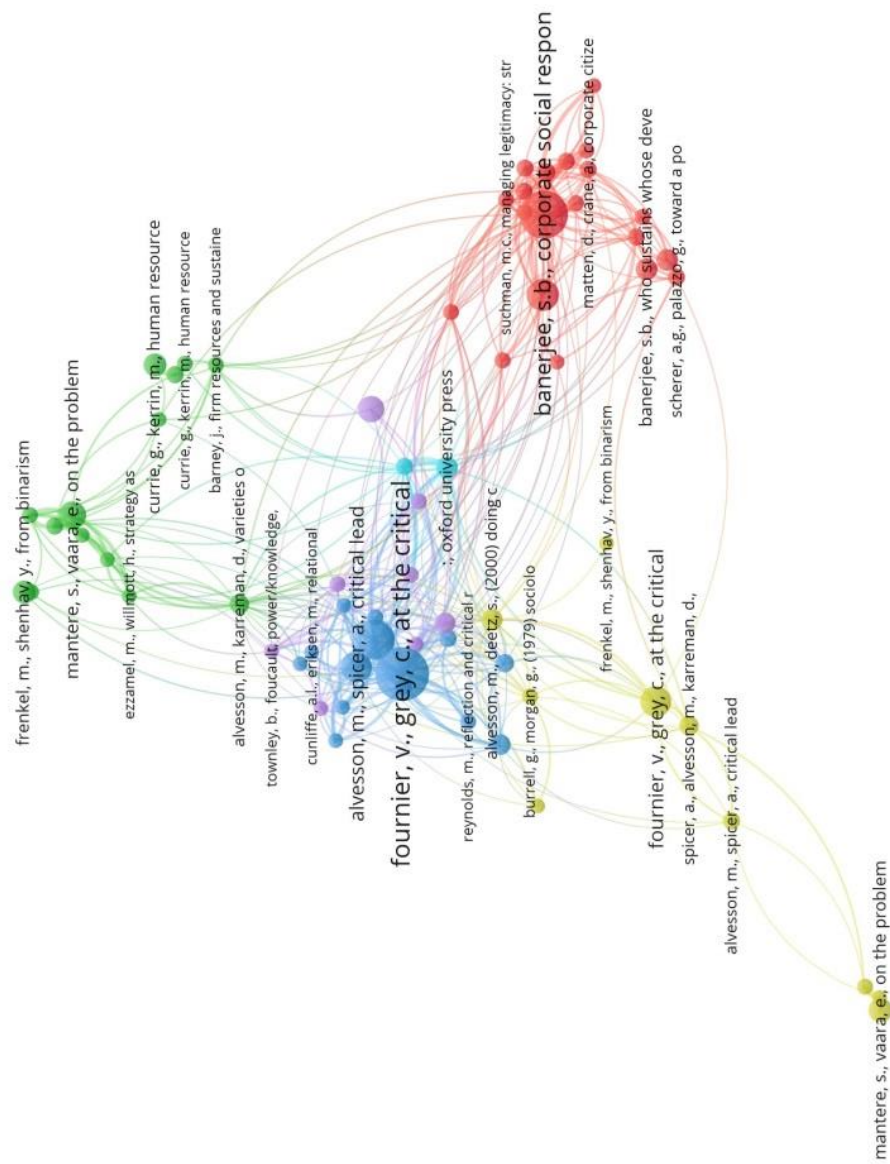 frenkel, m., shenhav, y., from binarism
mantere, s., vaara, e., on the problem
ezzamel, m., willmott, h., strategy as
currie, g., kerrin, m., human resource
currie, g., kerrin, m., human resource
barney, j., firm resources and sustaine
alvesson, m., karreman, d., varieties o
townley, b., foucault, power/knowledge,
cunliffe, a.l., eriksen, m., relational
alvesson, m., spicer, a., critical lead
fournier, v., grey, c., at the critical
:, oxford university press
reynolds, m., reflection and critical r
alvesson, m., deetz, s., (2000) doing c
suchman, m.c., managing legitimacy: str
burrell, g., morgan, g., (1979) sociolo
banerjee, s.b., corporate social respon
matten, d., crane, a., corporate citize
frenkel, m., shenhav, y., from binarism
banerjee, s.b., who sustains whose deve
fournier, v., grey, c., at the critical
scherer, a.g., palazzo, g., toward a po
spicer, a., alvesson, m., karreman, d.,
alvesson, m., spicer, a., critical lead
mantere, s., vaara, e., on the problem